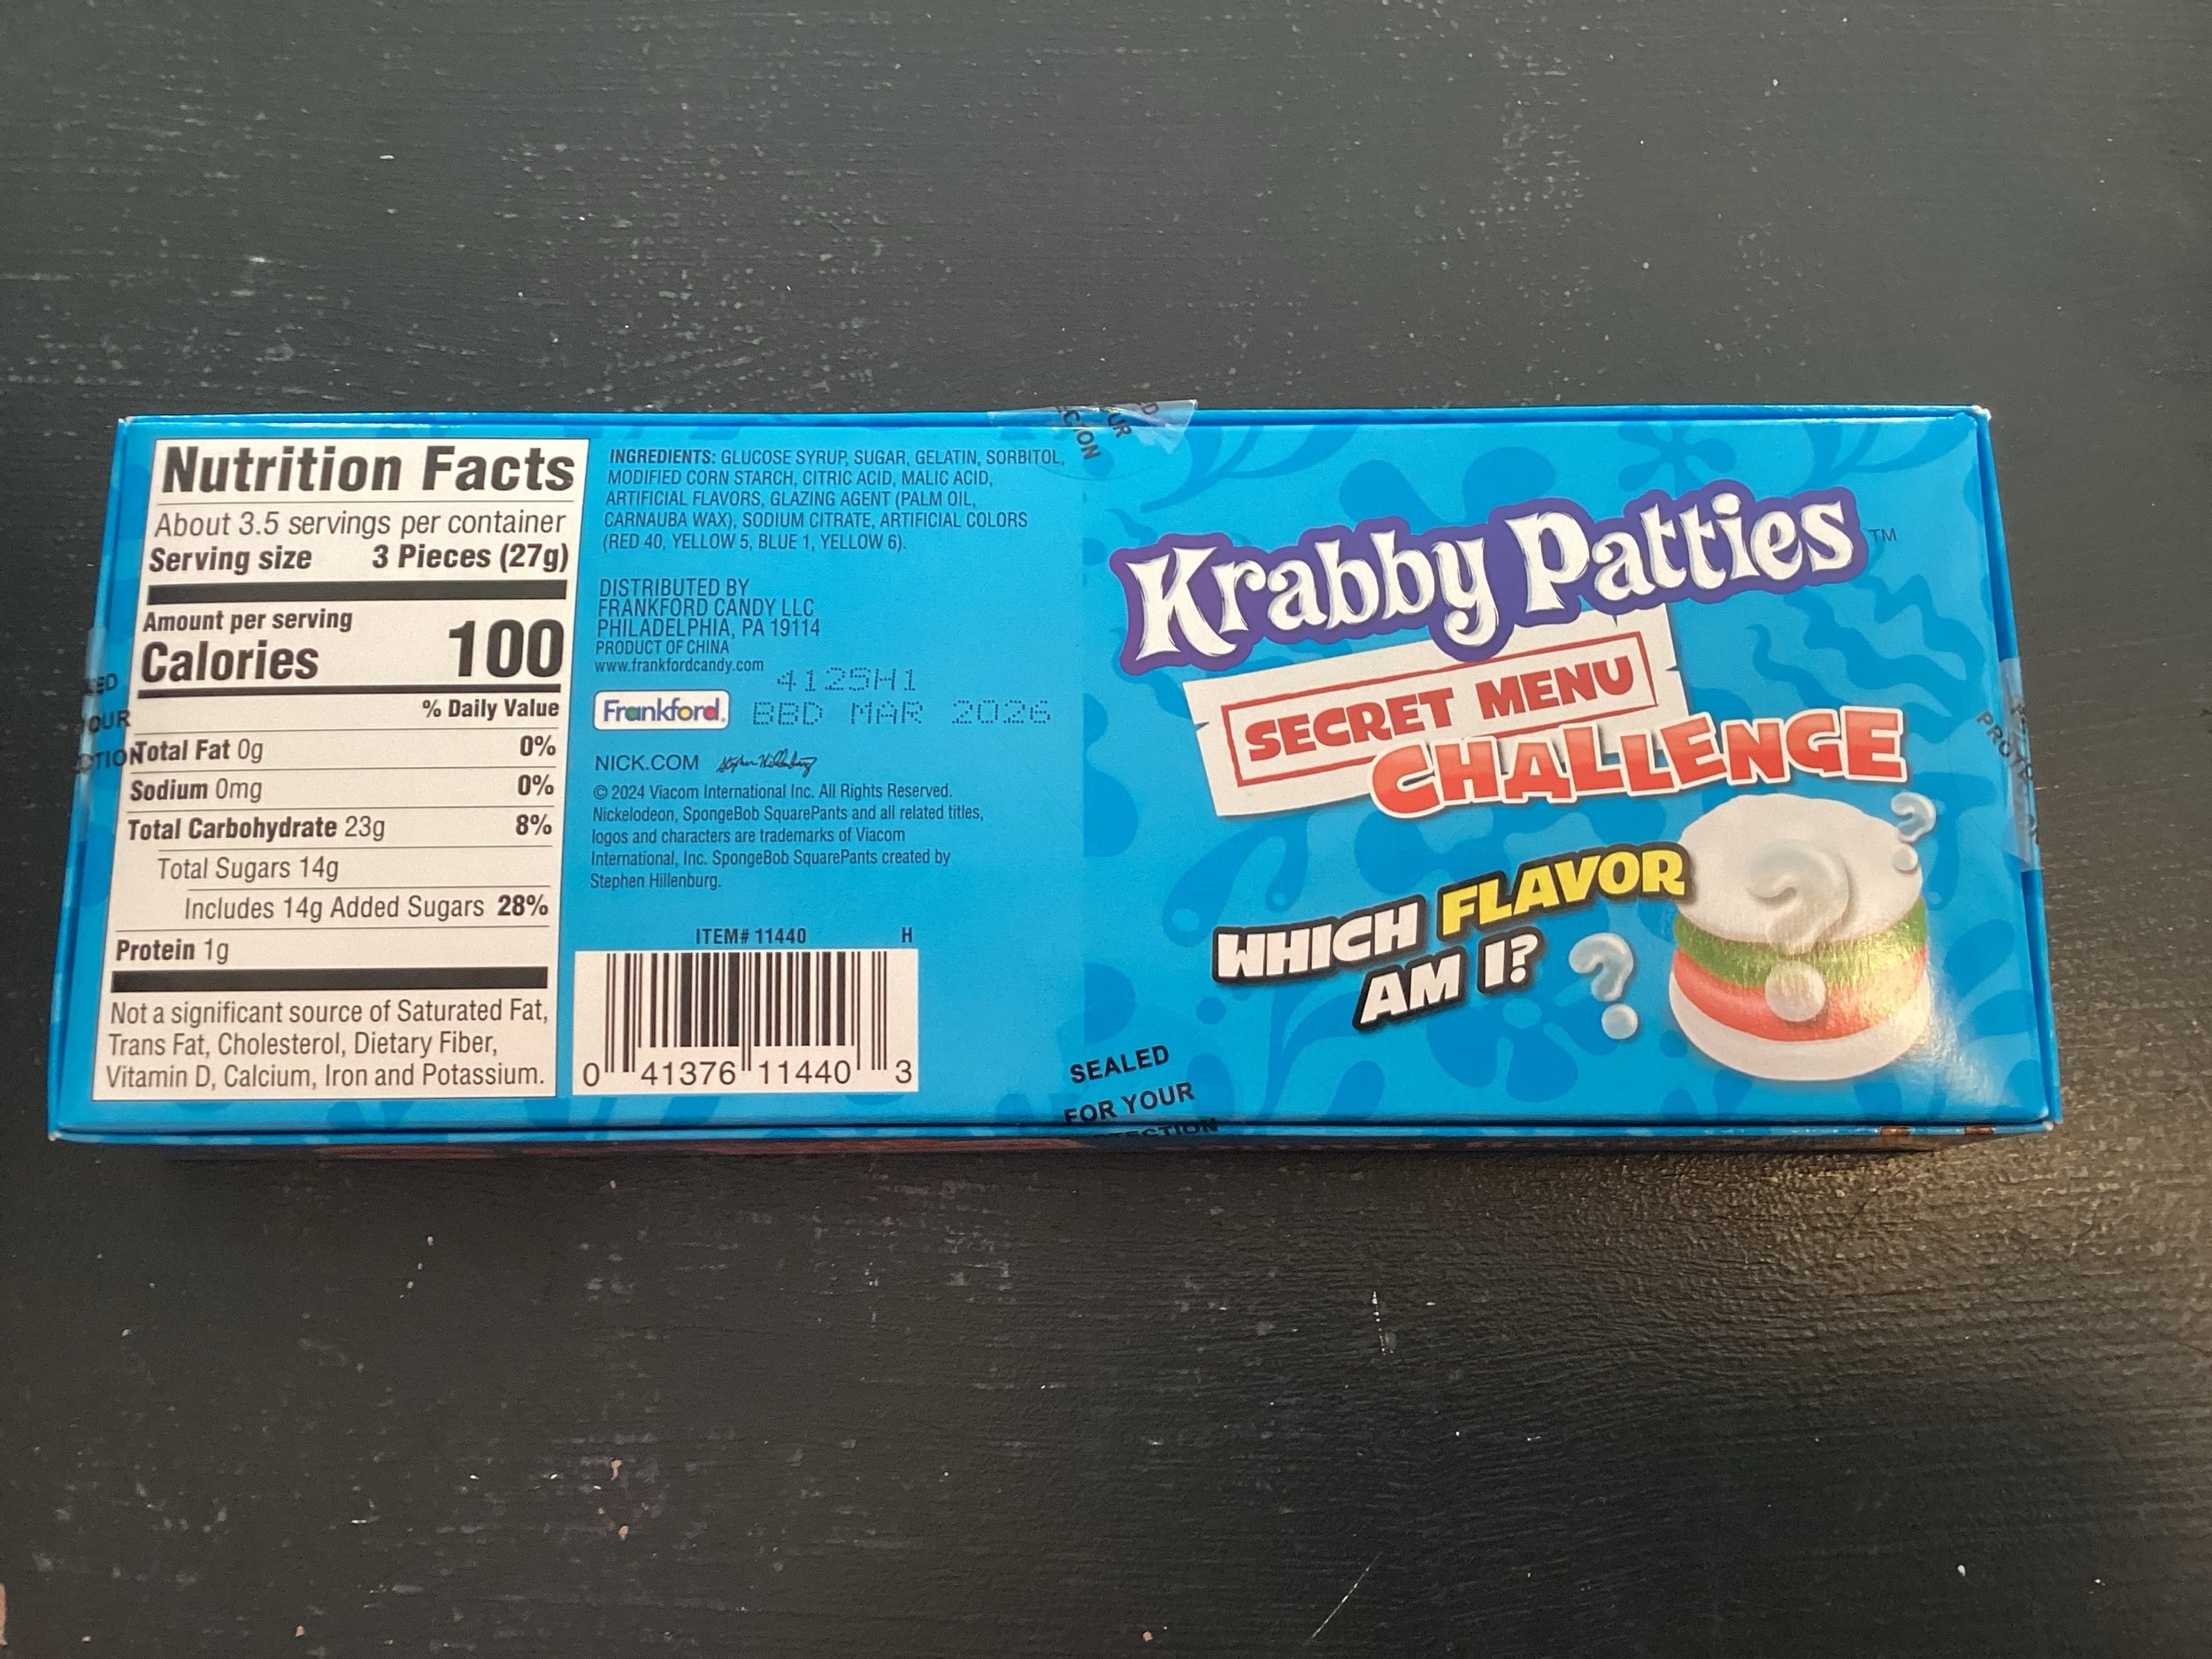 Nutrition Facts
About 3.5 servings per container
Serving size 3 Pieces (27g)
Amount per serving
Calories 100
% Daily Value
Total Fat 0g 0%
Sodium 0mg 0%
Total Carbohydrate 23g 8%
Total Sugars 14g
Includes 14g Added Sugars 28%
Protein 1g
Not a significant source of Saturated Fat,
Trans Fat, Cholesterol, Dietary Fiber,
Vitamin D, Calcium, Iron and Potassium.
INGREDIENTS: GLUCOSE SYRUP, SUGAR, GELATIN, SORBITOL,
MODIFIED CORN STARCH, CITRIC ACID, MALIC ACID,
ARTIFICIAL FLAVORS, GLAZING AGENT (PALM OIL,
CARNAUBA WAX), SODIUM CITRATE, ARTIFICIAL COLORS
(RED 40, YELLOW 5, BLUE 1, YELLOW 6).
DISTRIBUTED BY
FRANKFORD CANDY LLC
PHILADELPHIA, PA 19114
PRODUCT OF CHINA
www.frankfordcandy.com
4125H1
Frankford. BBD MAR 2026
NICK.COM Stephen Hillenburg
© 2024 Viacom International Inc. All Rights Reserved.
Nickelodeon, SpongeBob SquarePants and all related titles,
logos and characters are trademarks of Viacom
International, Inc. SpongeBob SquarePants created by
Stephen Hillenburg.
ITEM# 11440 H
0 41376 11440 3
Krabby Patties™
SECRET MENU
CHALLENGE
WHICH FLAVOR
AM I?
? ? ?
SEALED
FOR YOUR